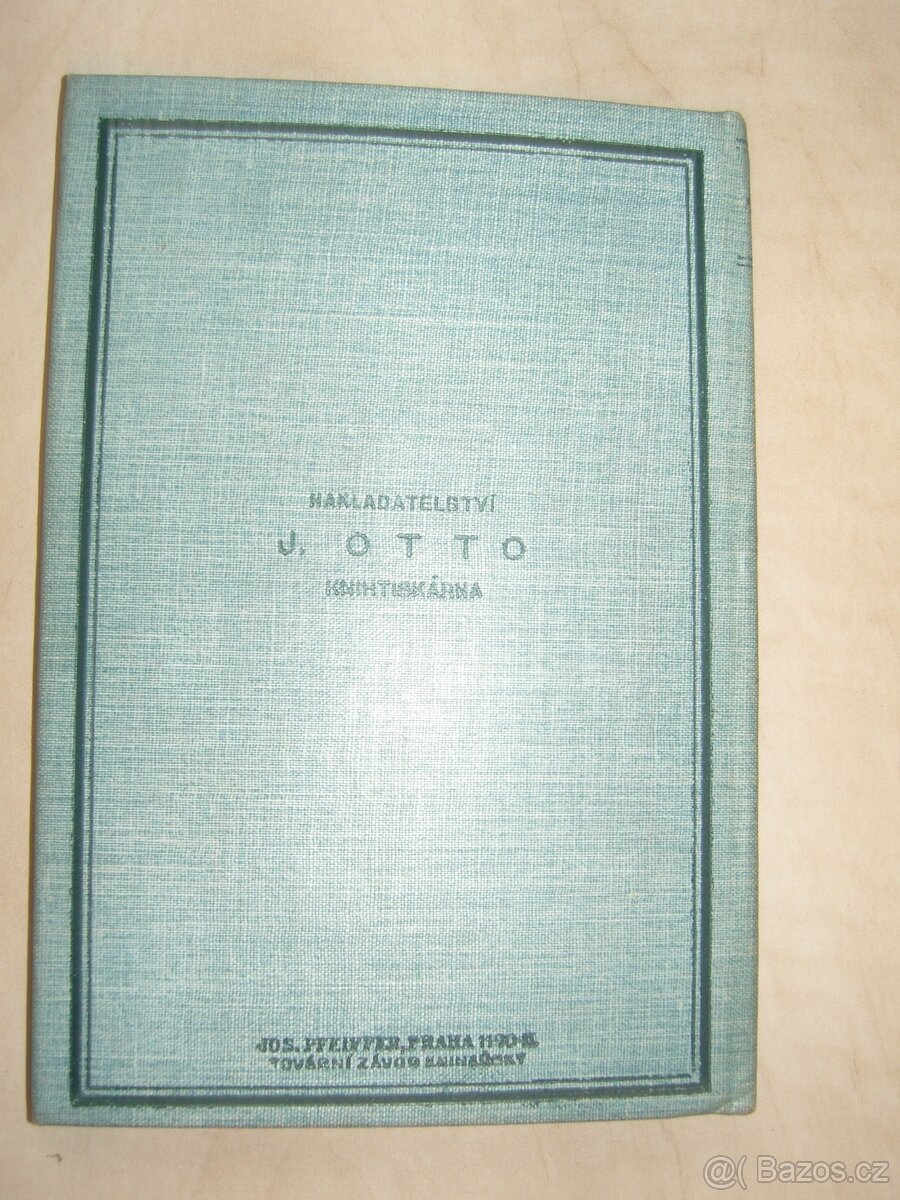 NAKLADATELSTVÍ
J. OTTO
KNIHTISKÁRNA
JOS. PFEIFFER, PRAHA
TOVÁRNÍ ZÁVOD KNIHAŘSKÝ
@( Bazos.cz